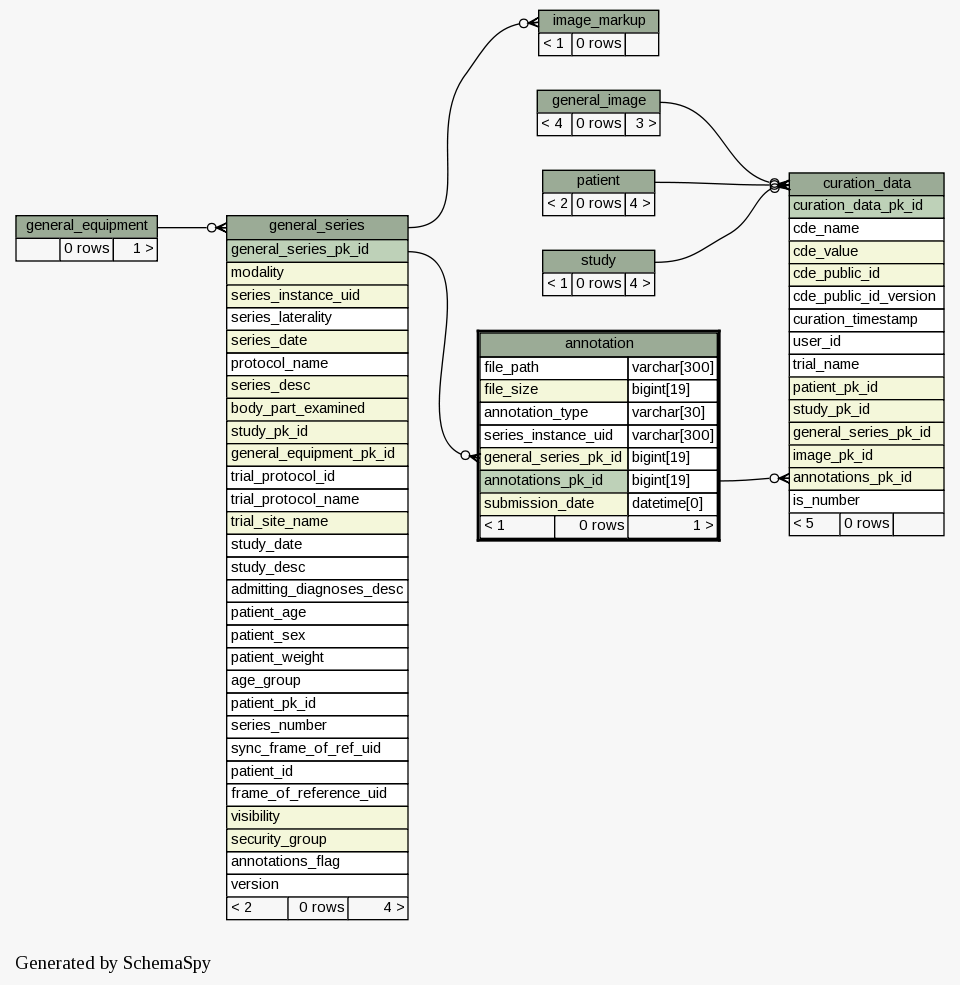 image_markup
< 1 0 rows
general_image
< 4 0 rows 3 >
patient
< 2 0 rows 4 >
study
< 1 0 rows 4 >
general_equipment
0 rows 1 >
general_series
general_series_pk_id
modality
series_instance_uid
series_laterality
series_date
protocol_name
series_desc
body_part_examined
study_pk_id
general_equipment_pk_id
trial_protocol_id
trial_protocol_name
trial_site_name
study_date
study_desc
admitting_diagnoses_desc
patient_age
patient_sex
patient_weight
age_group
patient_pk_id
series_number
sync_frame_of_ref_uid
patient_id
frame_of_reference_uid
visibility
security_group
annotations_flag
version
< 2 0 rows 4 >
annotation
file_path varchar[300]
file_size bigint[19]
annotation_type varchar[30]
series_instance_uid varchar[300]
general_series_pk_id bigint[19]
annotations_pk_id bigint[19]
submission_date datetime[0]
< 1 0 rows 1 >
curation_data
curation_data_pk_id
cde_name
cde_value
cde_public_id
cde_public_id_version
curation_timestamp
user_id
trial_name
patient_pk_id
study_pk_id
general_series_pk_id
image_pk_id
annotations_pk_id
is_number
< 5 0 rows
Generated by SchemaSpy